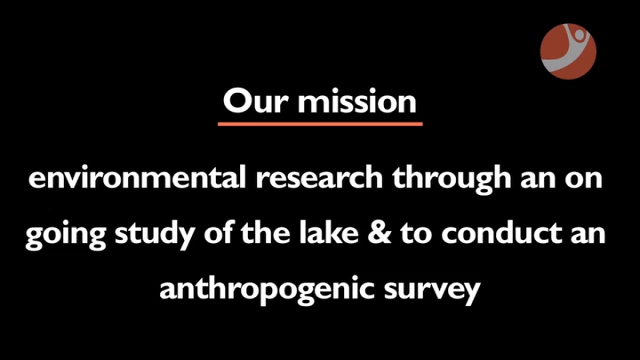 Our mission
environmental research through an on
going study of the lake & to conduct an
anthropogenic survey